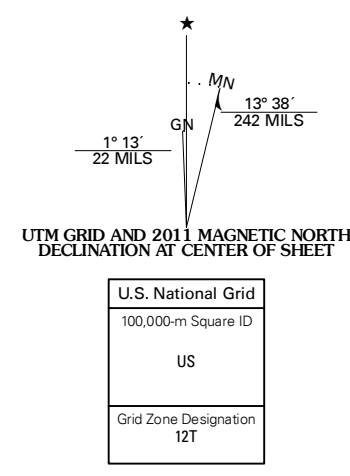 ★
MN
13° 38´
242 MILS
GN
1° 13´
22 MILS
UTM GRID AND 2011 MAGNETIC NORTH
DECLINATION AT CENTER OF SHEET
U.S. National Grid
100,000-m Square ID
US
Grid Zone Designation
12T